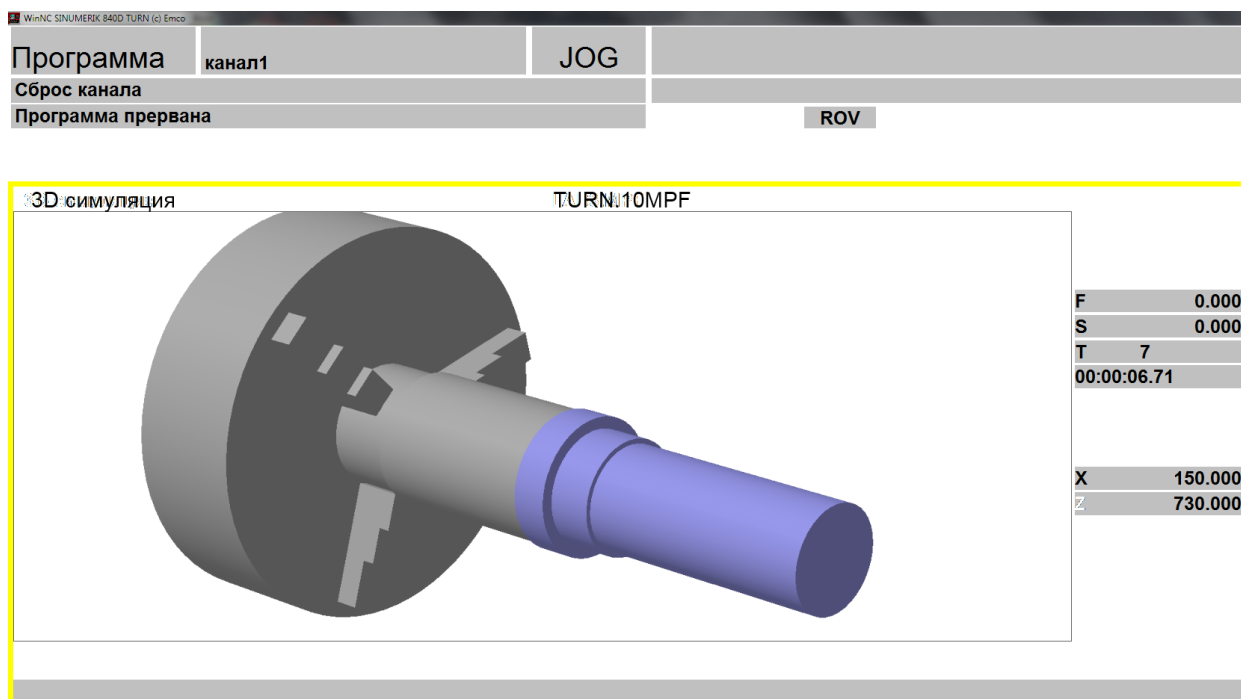 WinNC SINUMERIK 840D TURN (c) Emco
Программа канал1 JOG
Сброс канала
Программа прервана ROV
3D симуляция TURN.10MPF
F 0.000
S 0.000
T 7
00:00:06.71
X 150.000
Z 730.000